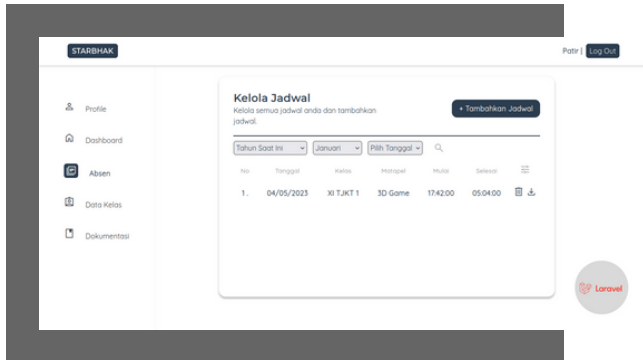 STARBHAK
Patir | Log Out
Profile
Dashboard
Absen
Data Kelas
Dokumentasi
Kelola Jadwal
Kelola semua jadwal anda dan tambahkan
jadwal.
+ Tambahkan Jadwal
Tahun Saat Ini Januari Pilih Tanggal
No Tanggal Kelas Matapel Mulai Selesai
1. 04/05/2023 XI TJKT 1 3D Game 17:42:00 05:04:00
Laravel